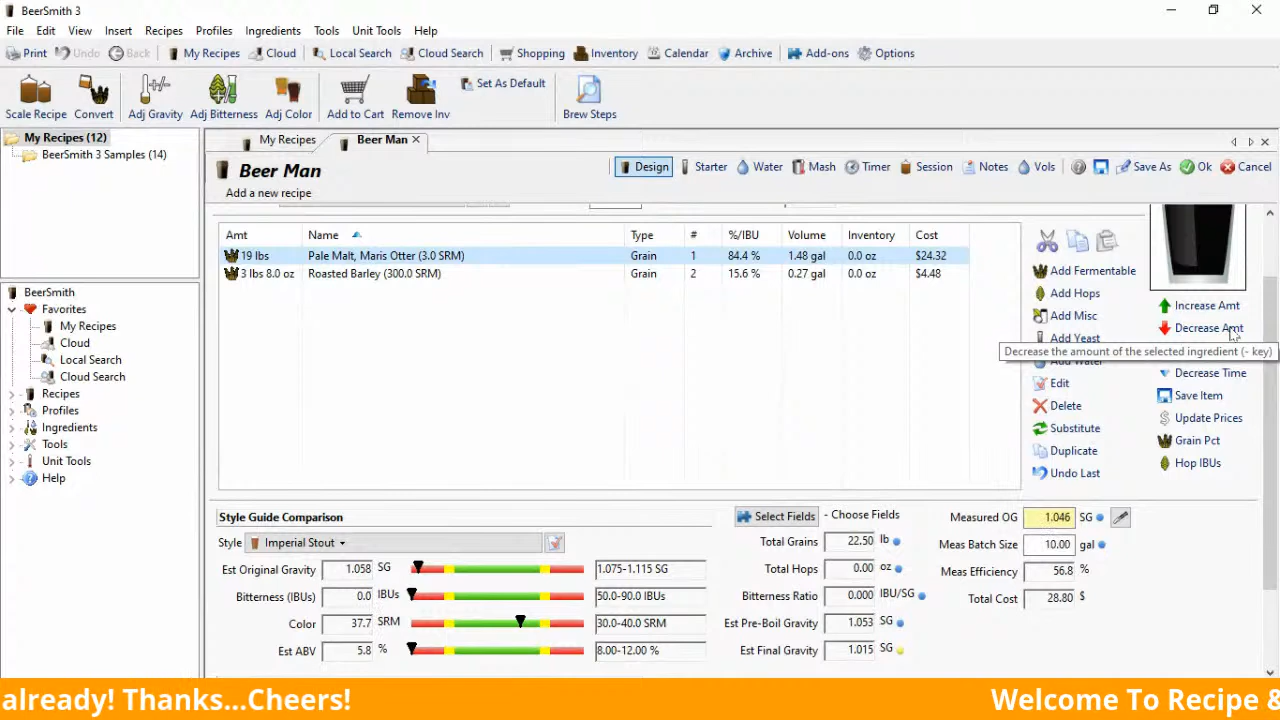 BeerSmith 3
File Edit View Insert Recipes Profiles Ingredients Tools Unit Tools Help
Print Undo Back My Recipes Cloud Local Search Cloud Search Shopping Inventory Calendar Archive Add-ons Options
Scale Recipe Convert Adj Gravity Adj Bitterness Adj Color Add to Cart Remove Inv Set As Default Brew Steps
My Recipes (12)
BeerSmith 3 Samples (14)
My Recipes Beer Man
Beer Man
Design Starter Water Mash Timer Session Notes Vols Save As Ok Cancel
Add a new recipe
Amt Name Type # %/IBU Volume Inventory Cost
19 lbs Pale Malt, Maris Otter (3.0 SRM) Grain 1 84.4 % 1.48 gal 0.0 oz $24.32
3 lbs 8.0 oz Roasted Barley (300.0 SRM) Grain 2 15.6 % 0.27 gal 0.0 oz $4.48
Add Fermentable
Add Hops
Add Misc
Add Yeast
Add Water
Edit
Delete
Substitute
Duplicate
Undo Last
Increase Amt
Decrease Amt
Decrease the amount of the selected ingredient (- key)
Decrease Time
Save Item
Update Prices
Grain Pct
Hop IBUs
BeerSmith
Favorites
My Recipes
Cloud
Local Search
Cloud Search
Recipes
Profiles
Ingredients
Tools
Unit Tools
Help
Style Guide Comparison
Style Imperial Stout
Est Original Gravity 1.058 SG 1.075-1.115 SG
Bitterness (IBUs) 0.0 IBUs 50.0-90.0 IBUs
Color 37.7 SRM 30.0-40.0 SRM
Est ABV 5.8 % 8.00-12.00 %
Select Fields - Choose Fields
Total Grains 22.50 lb
Total Hops 0.00 oz
Bitterness Ratio 0.000 IBU/SG
Est Pre-Boil Gravity 1.053 SG
Est Final Gravity 1.015 SG
Measured OG 1.046 SG
Meas Batch Size 10.00 gal
Meas Efficiency 56.8 %
Total Cost 28.80 $
already! Thanks...Cheers! Welcome To Recipe &